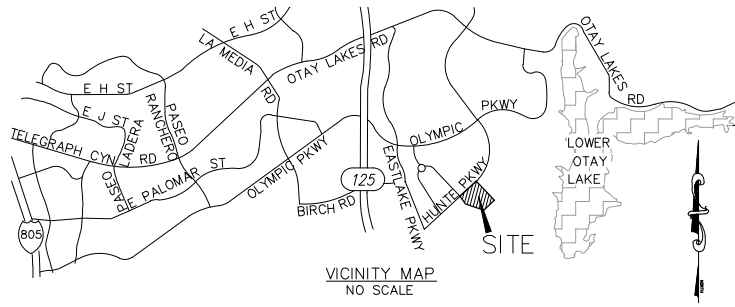 E H ST
LA MEDIA RD
OTAY LAKES RD
OTAY LAKES RD
E H ST
E J ST
PASEO LADERA
PASEO RANCHERO
TELEGRAPH CYN RD
E PALOMAR ST
OLYMPIC PKWY
OLYMPIC PKWY
BIRCH RD
125
EASTLAKE PKWY
HUNTE PKWY
LOWER
OTAY
LAKE
805
SITE
VICINITY MAP
NO SCALE